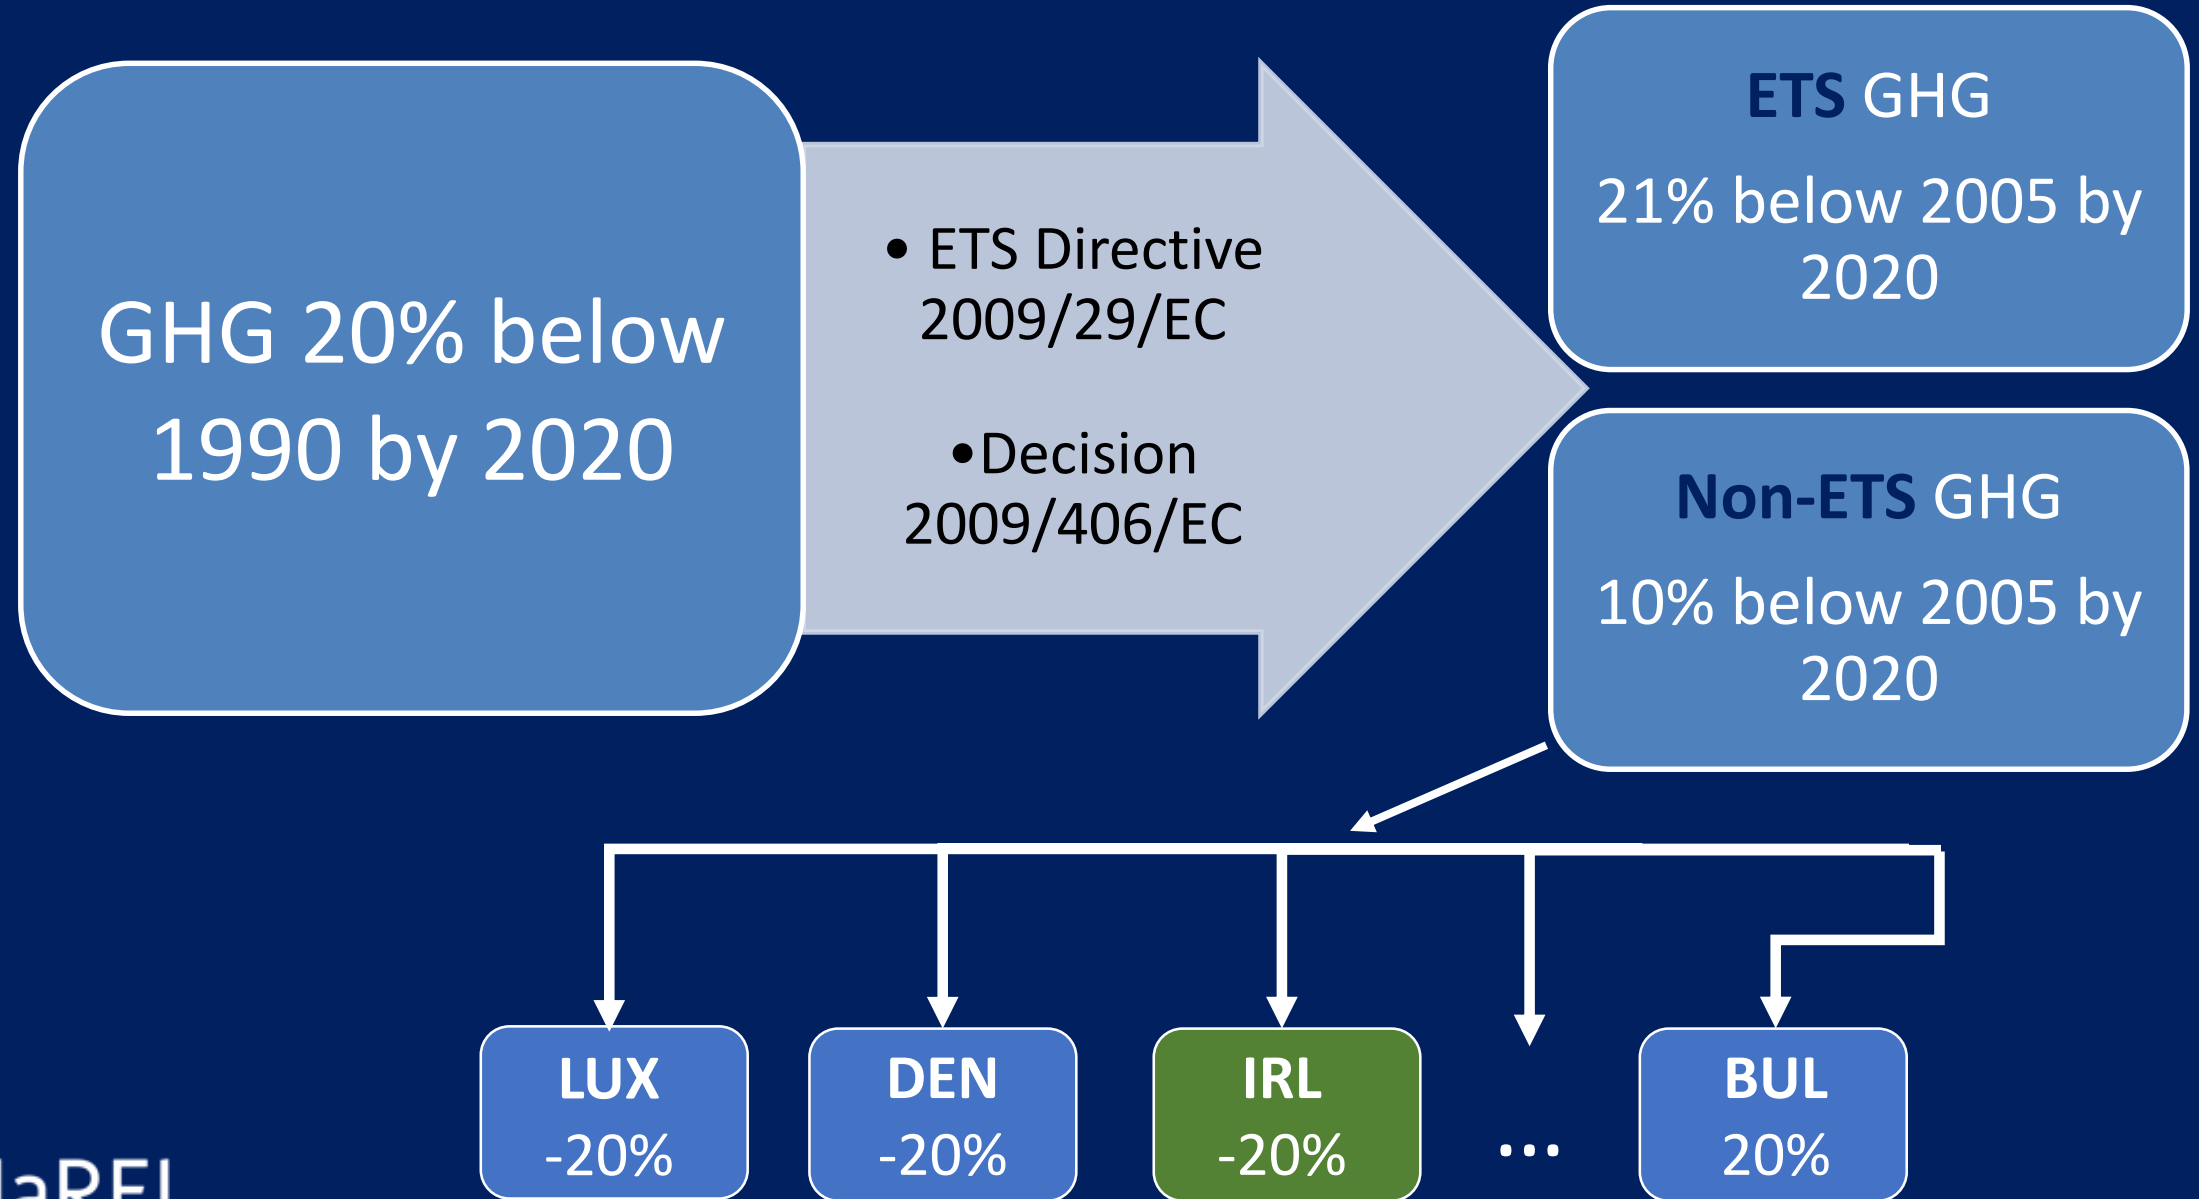 GHG 20% below
1990 by 2020
• ETS Directive
2009/29/EC
•Decision
2009/406/EC
ETS GHG
21% below 2005 by
2020
Non-ETS GHG
10% below 2005 by
2020
LUX
-20%
DEN
-20%
IRL
-20%
...
BUL
20%